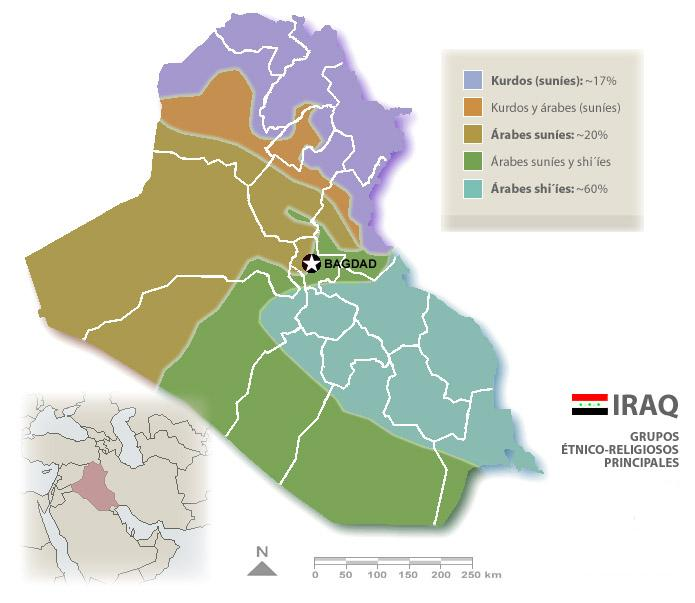 Kurdos (suníes): ~17%
Kurdos y árabes (suníes)
Árabes suníes: ~20%
Árabes suníes y shi´íes
Árabes shi´íes: ~60%
BAGDAD
IRAQ
GRUPOS
ÉTNICO-RELIGIOSOS
PRINCIPALES
N
0 50 100 150 200 250 km